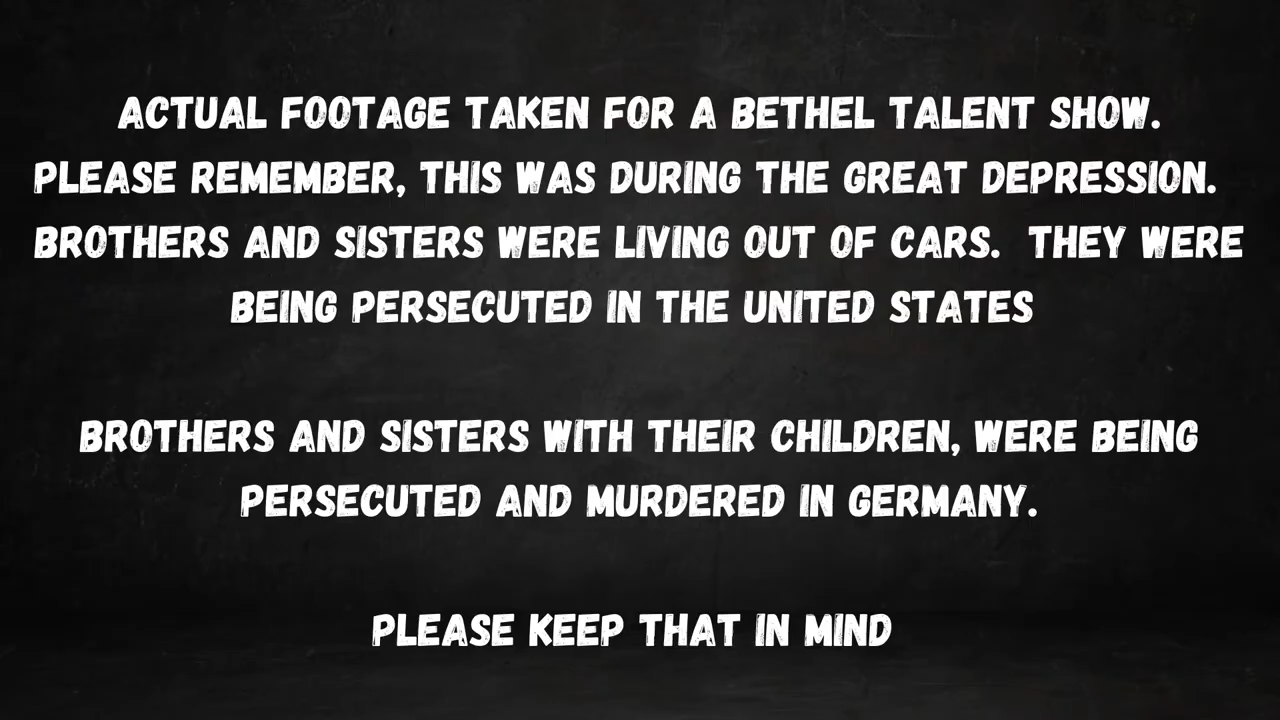 ACTUAL FOOTAGE TAKEN FOR A BETHEL TALENT SHOW.
PLEASE REMEMBER, THIS WAS DURING THE GREAT DEPRESSION.
BROTHERS AND SISTERS WERE LIVING OUT OF CARS.  THEY WERE
BEING PERSECUTED IN THE UNITED STATES
BROTHERS AND SISTERS WITH THEIR CHILDREN, WERE BEING
PERSECUTED AND MURDERED IN GERMANY.
PLEASE KEEP THAT IN MIND